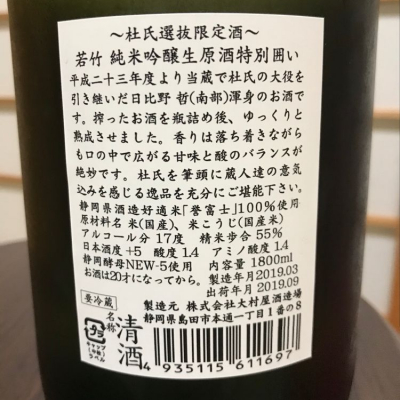 ～杜氏選抜限定酒～
若竹 純米吟醸生原酒特別囲い
平成二十三年度より当蔵で杜氏の大役を
引き継いだ日比野 哲(南部)渾身のお酒で
す。搾ったお酒を瓶詰め後、ゆっくりと
熟成させました。香りは落ち着きながら
も口の中で広がる甘味と酸のバランスが
絶妙です。杜氏を筆頭に蔵人達の意気
込みを感じる逸品を充分にご堪能下さい。
静岡県酒造好適米「誉富士」100%使用
原材料名 米(国産)、米こうじ(国産米)
アルコール分 17度 精米歩合 55%
日本酒度+5 酸度 1.4 アミノ酸度 1.4
静岡酵母NEW-5使用 内容量 1800ml
お酒は20才になってから。 製造年月2019.03
出荷年月2019.09
要冷蔵
製造元 株式会社大村屋酒造場
静岡県島田市本通一丁目1番の8
名称 清酒
4 935115 611697